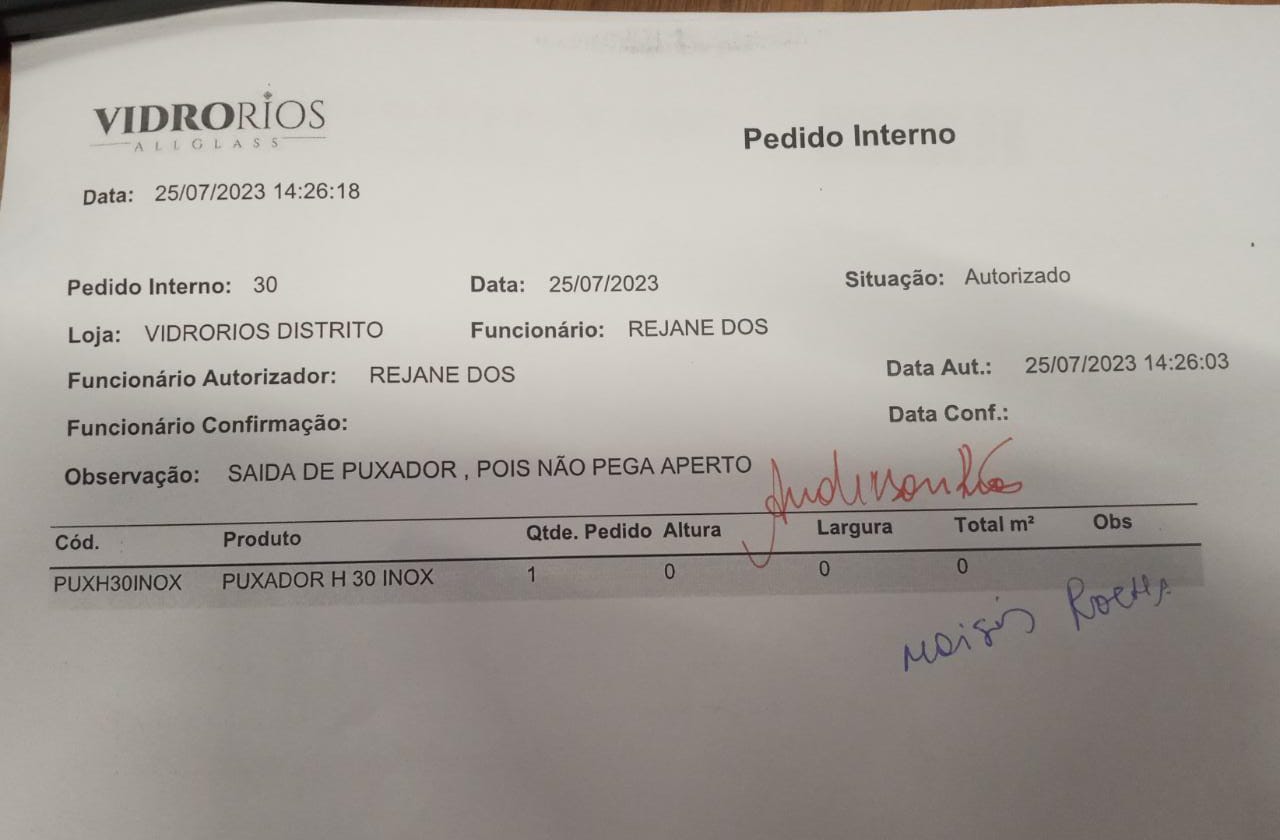 VIDRORIOS
ALLGLASS
Pedido Interno
Data: 25/07/2023 14:26:18
Pedido Interno: 30 Data: 25/07/2023 Situação: Autorizado
Loja: VIDRORIOS DISTRITO Funcionário: REJANE DOS
Funcionário Autorizador: REJANE DOS Data Aut.: 25/07/2023 14:26:03
Funcionário Confirmação: Data Conf.:
Observação: SAIDA DE PUXADOR , POIS NÃO PEGA APERTO
Anderson
Cód. Produto Qtde. Pedido Altura Largura Total m² Obs
PUXH30INOX PUXADOR H 30 INOX 1 0 0 0
Rocha